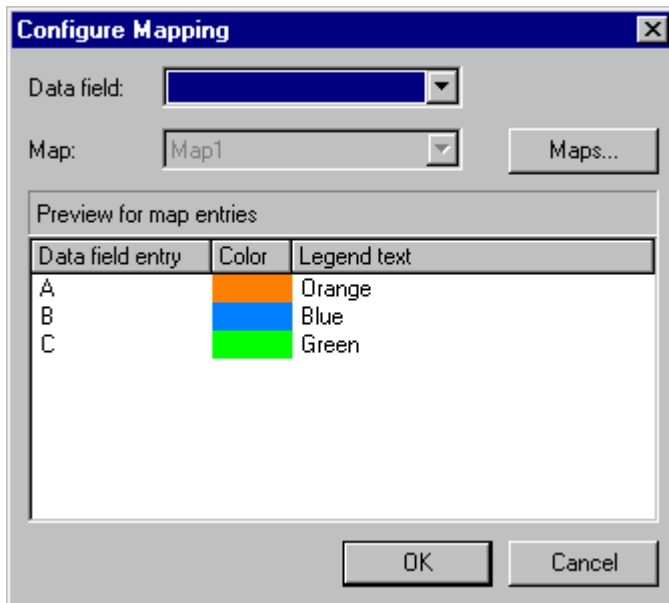 Configure Mapping
Data field:
Map: Map1 Maps...
Preview for map entries
Data field entry Color Legend text
A Orange
B Blue
C Green
OK Cancel